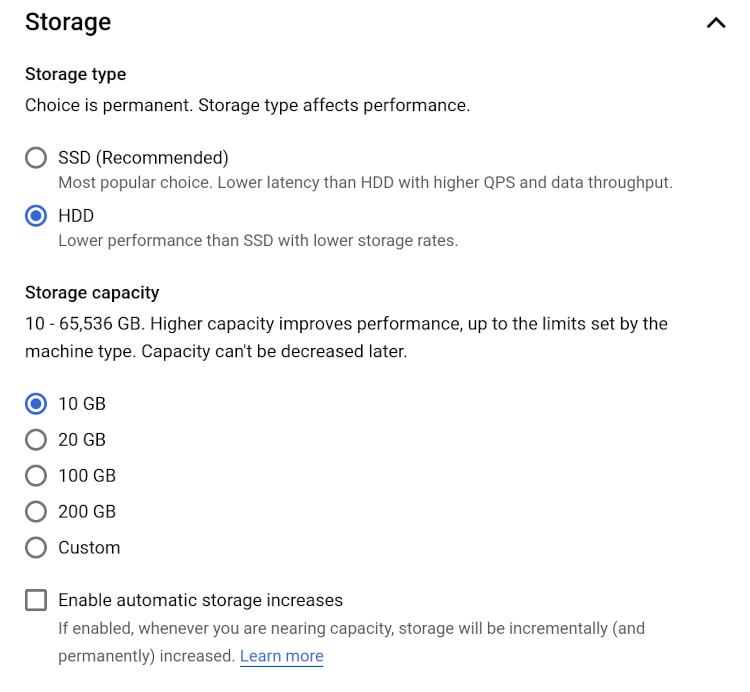 Storage
Storage type
Choice is permanent. Storage type affects performance.
SSD (Recommended)
Most popular choice. Lower latency than HDD with higher QPS and data throughput.
HDD
Lower performance than SSD with lower storage rates.
Storage capacity
10 - 65,536 GB. Higher capacity improves performance, up to the limits set by the
machine type. Capacity can't be decreased later.
10 GB
20 GB
100 GB
200 GB
Custom
Enable automatic storage increases
If enabled, whenever you are nearing capacity, storage will be incrementally (and
permanently) increased. Learn more